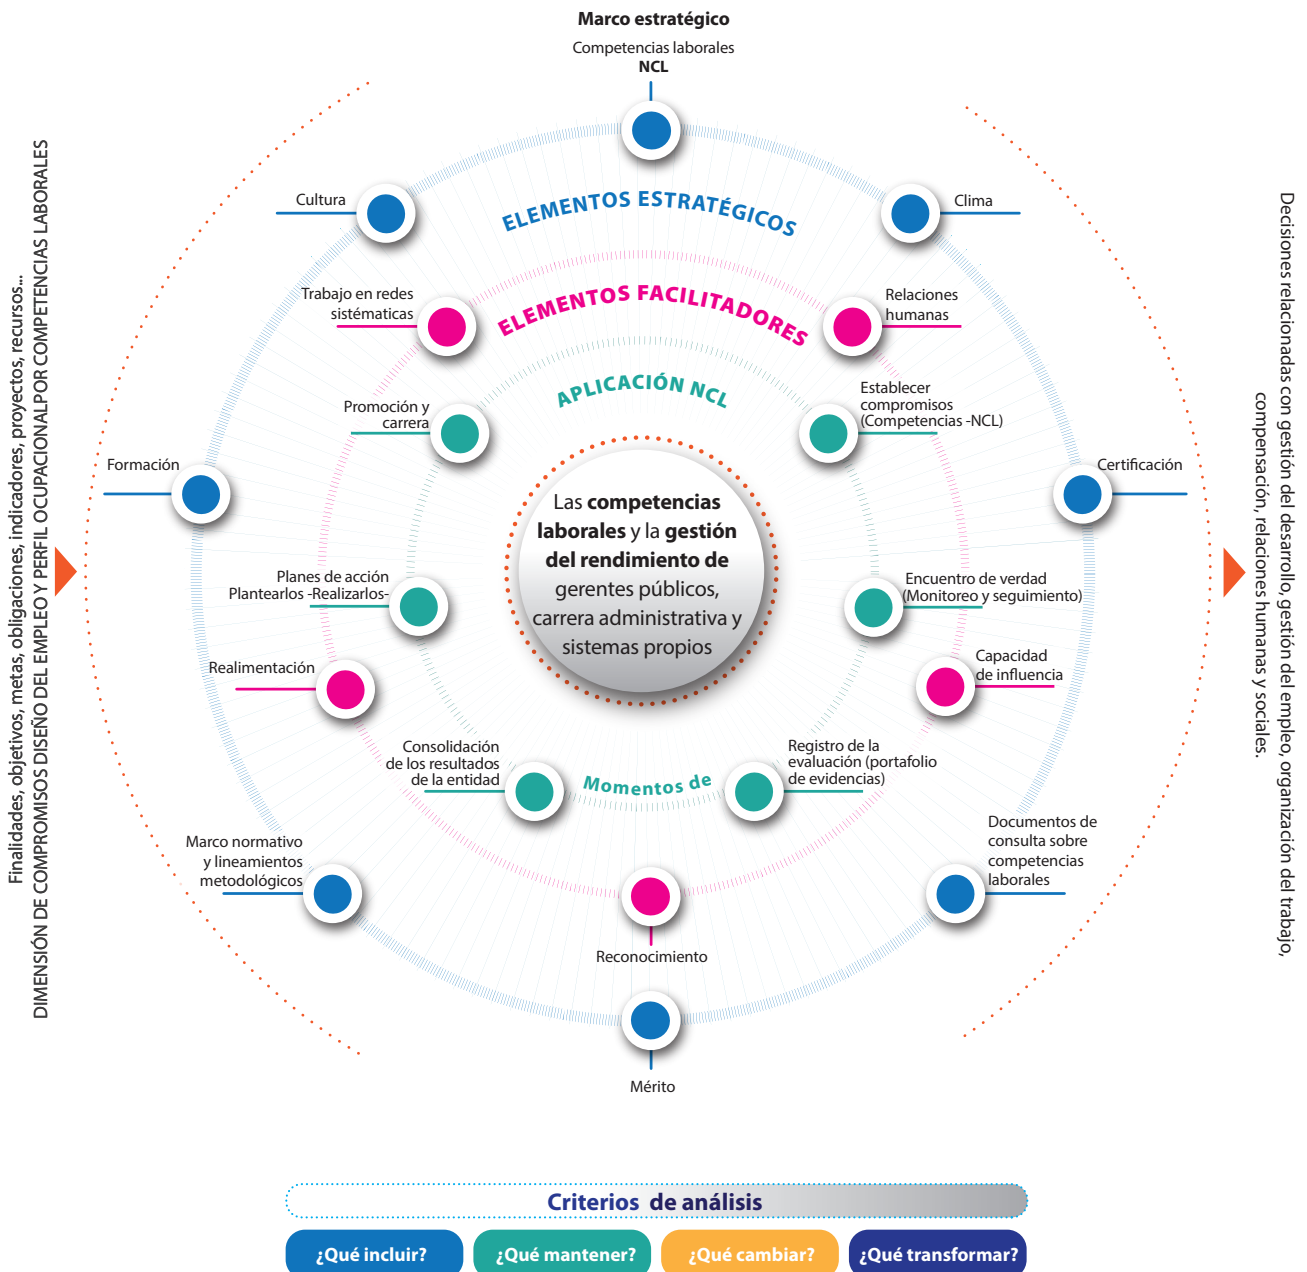 Marco estratégico
Competencias laborales
NCL
Cultura
Clima
ELEMENTOS ESTRATÉGICOS
Trabajo en redes
sistématicas
ELEMENTOS FACILITADORES
Relaciones
humanas
Promoción y
carrera
APLICACIÓN NCL
Establecer
compromisos
(Competencias -NCL)
Formación
Certificación
Las competencias
laborales y la gestión
del rendimiento de
gerentes públicos,
carrera administrativa y
sistemas propios
Planes de acción
Plantearlos -Realizarlos-
Encuentro de verdad
(Monitoreo y seguimiento)
Realimentación
Capacidad
de influencia
Consolidación
de los resultados
de la entidad
Momentos de
Registro de la
evaluación (portafolio
de evidencias)
Marco normativo
y lineamientos
metodológicos
Documentos de
consulta sobre
competencias
laborales
Reconocimiento
Mérito
Finalidades, objetivos, metas, obligaciones, indicadores, proyectos, recursos...
DIMENSIÓN DE COMPROMISOS DISEÑO DEL EMPLEO Y PERFIL OCUPACIONALPOR COMPETENCIAS LABORALES
Decisiones relacionadas con gestión del desarrollo, gestión del empleo, organización del trabajo,
compensación, relaciones humanas y sociales.
Criterios de análisis
¿Qué incluir?
¿Qué mantener?
¿Qué cambiar?
¿Qué transformar?